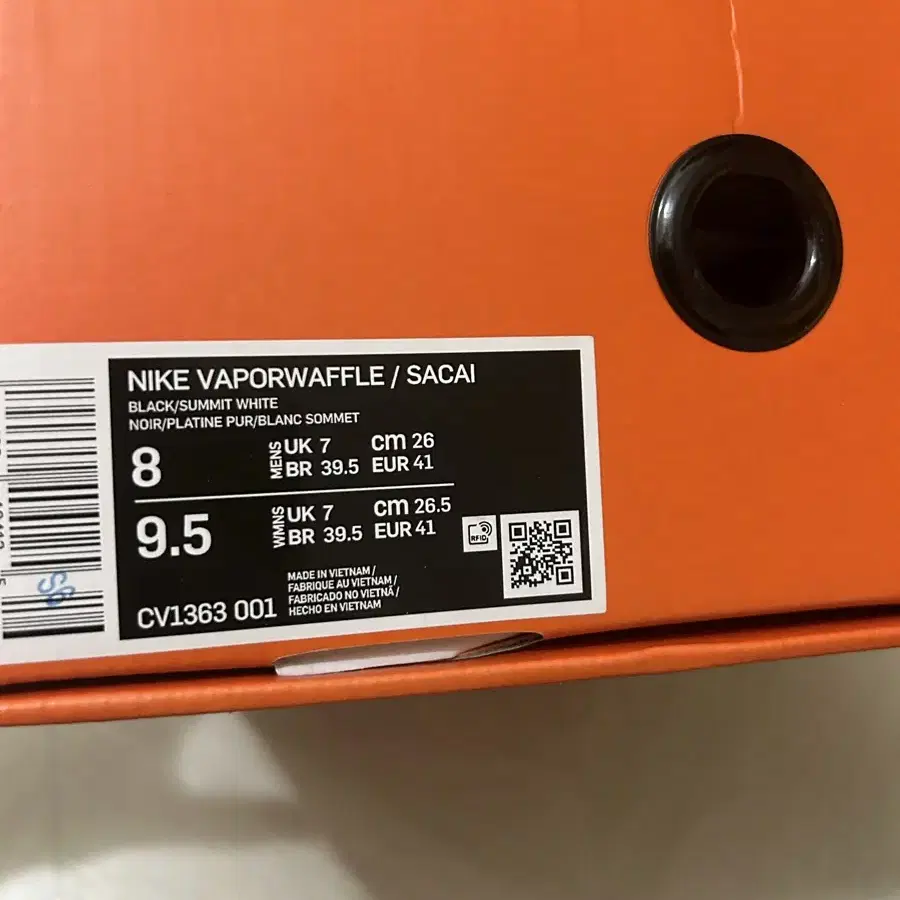 NIKE VAPORWAFFLE / SACAI
BLACK/SUMMIT WHITE
NOIR/PLATINE PUR/BLANC SOMMET
8 MENS UK 7 cm 26
BR 39.5 EUR 41
9.5 WMNS UK 7 cm 26.5
BR 39.5 EUR 41
RFID
CV1363 001
MADE IN VIETNAM /
FABRIQUE AU VIETNAM /
FABRICADO NO VIETNÃ /
HECHO EN VIETNAM